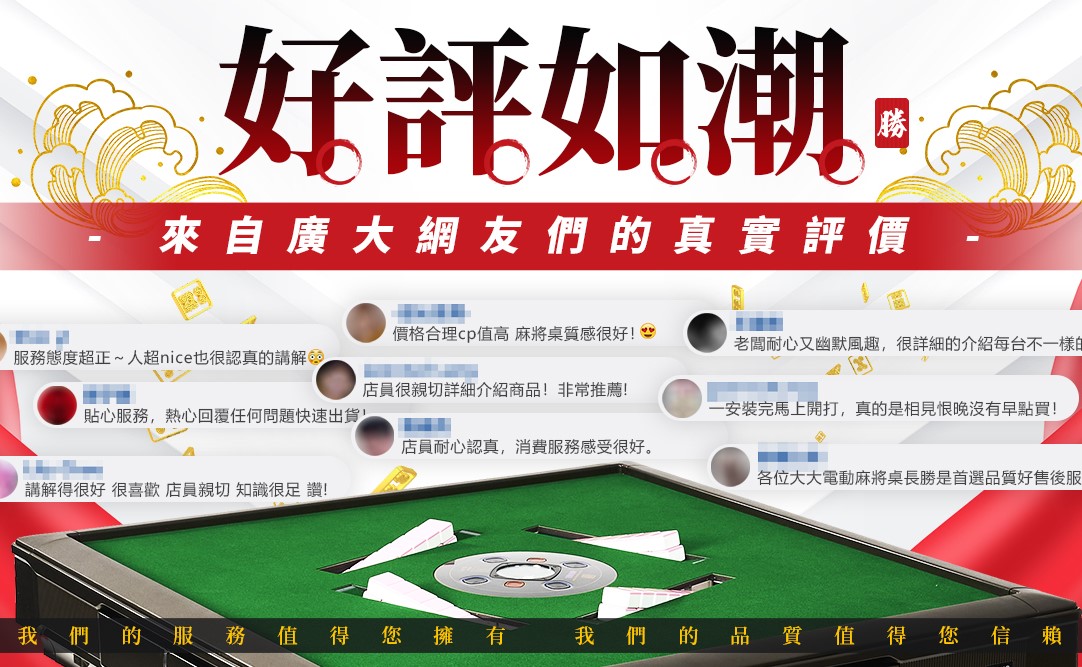 好評如潮
勝
- 來自廣大網友們的真實評價 -
服務態度超正～人超nice也很認真的講解😳
價格合理cp值高 麻將桌質感很好！😍
老闆耐心又幽默風趣，很詳細的介紹每台不一樣的
貼心服務，熱心回覆任何問題快速出貨！
店員很親切詳細介紹商品！非常推薦！
一安裝完馬上開打，真的是相見恨晚沒有早點買！
店員耐心認真，消費服務感受很好。
講解得很好 很喜歡 店員親切 知識很足 讚！
各位大大電動麻將桌長勝是首選品質好售後服
我們的服務值得您擁有 我們的品質值得您信賴